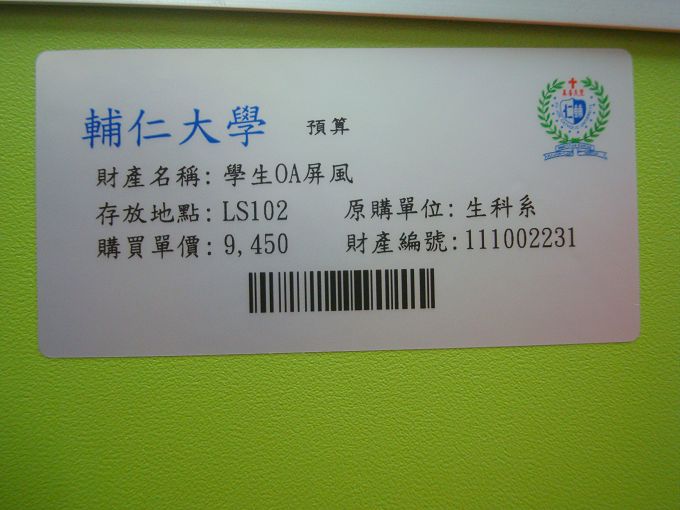 輔仁大學 預算
財產名稱: 學生OA屏風
存放地點: LS102 原購單位: 生科系
購買單價: 9,450 財產編號: 111002231